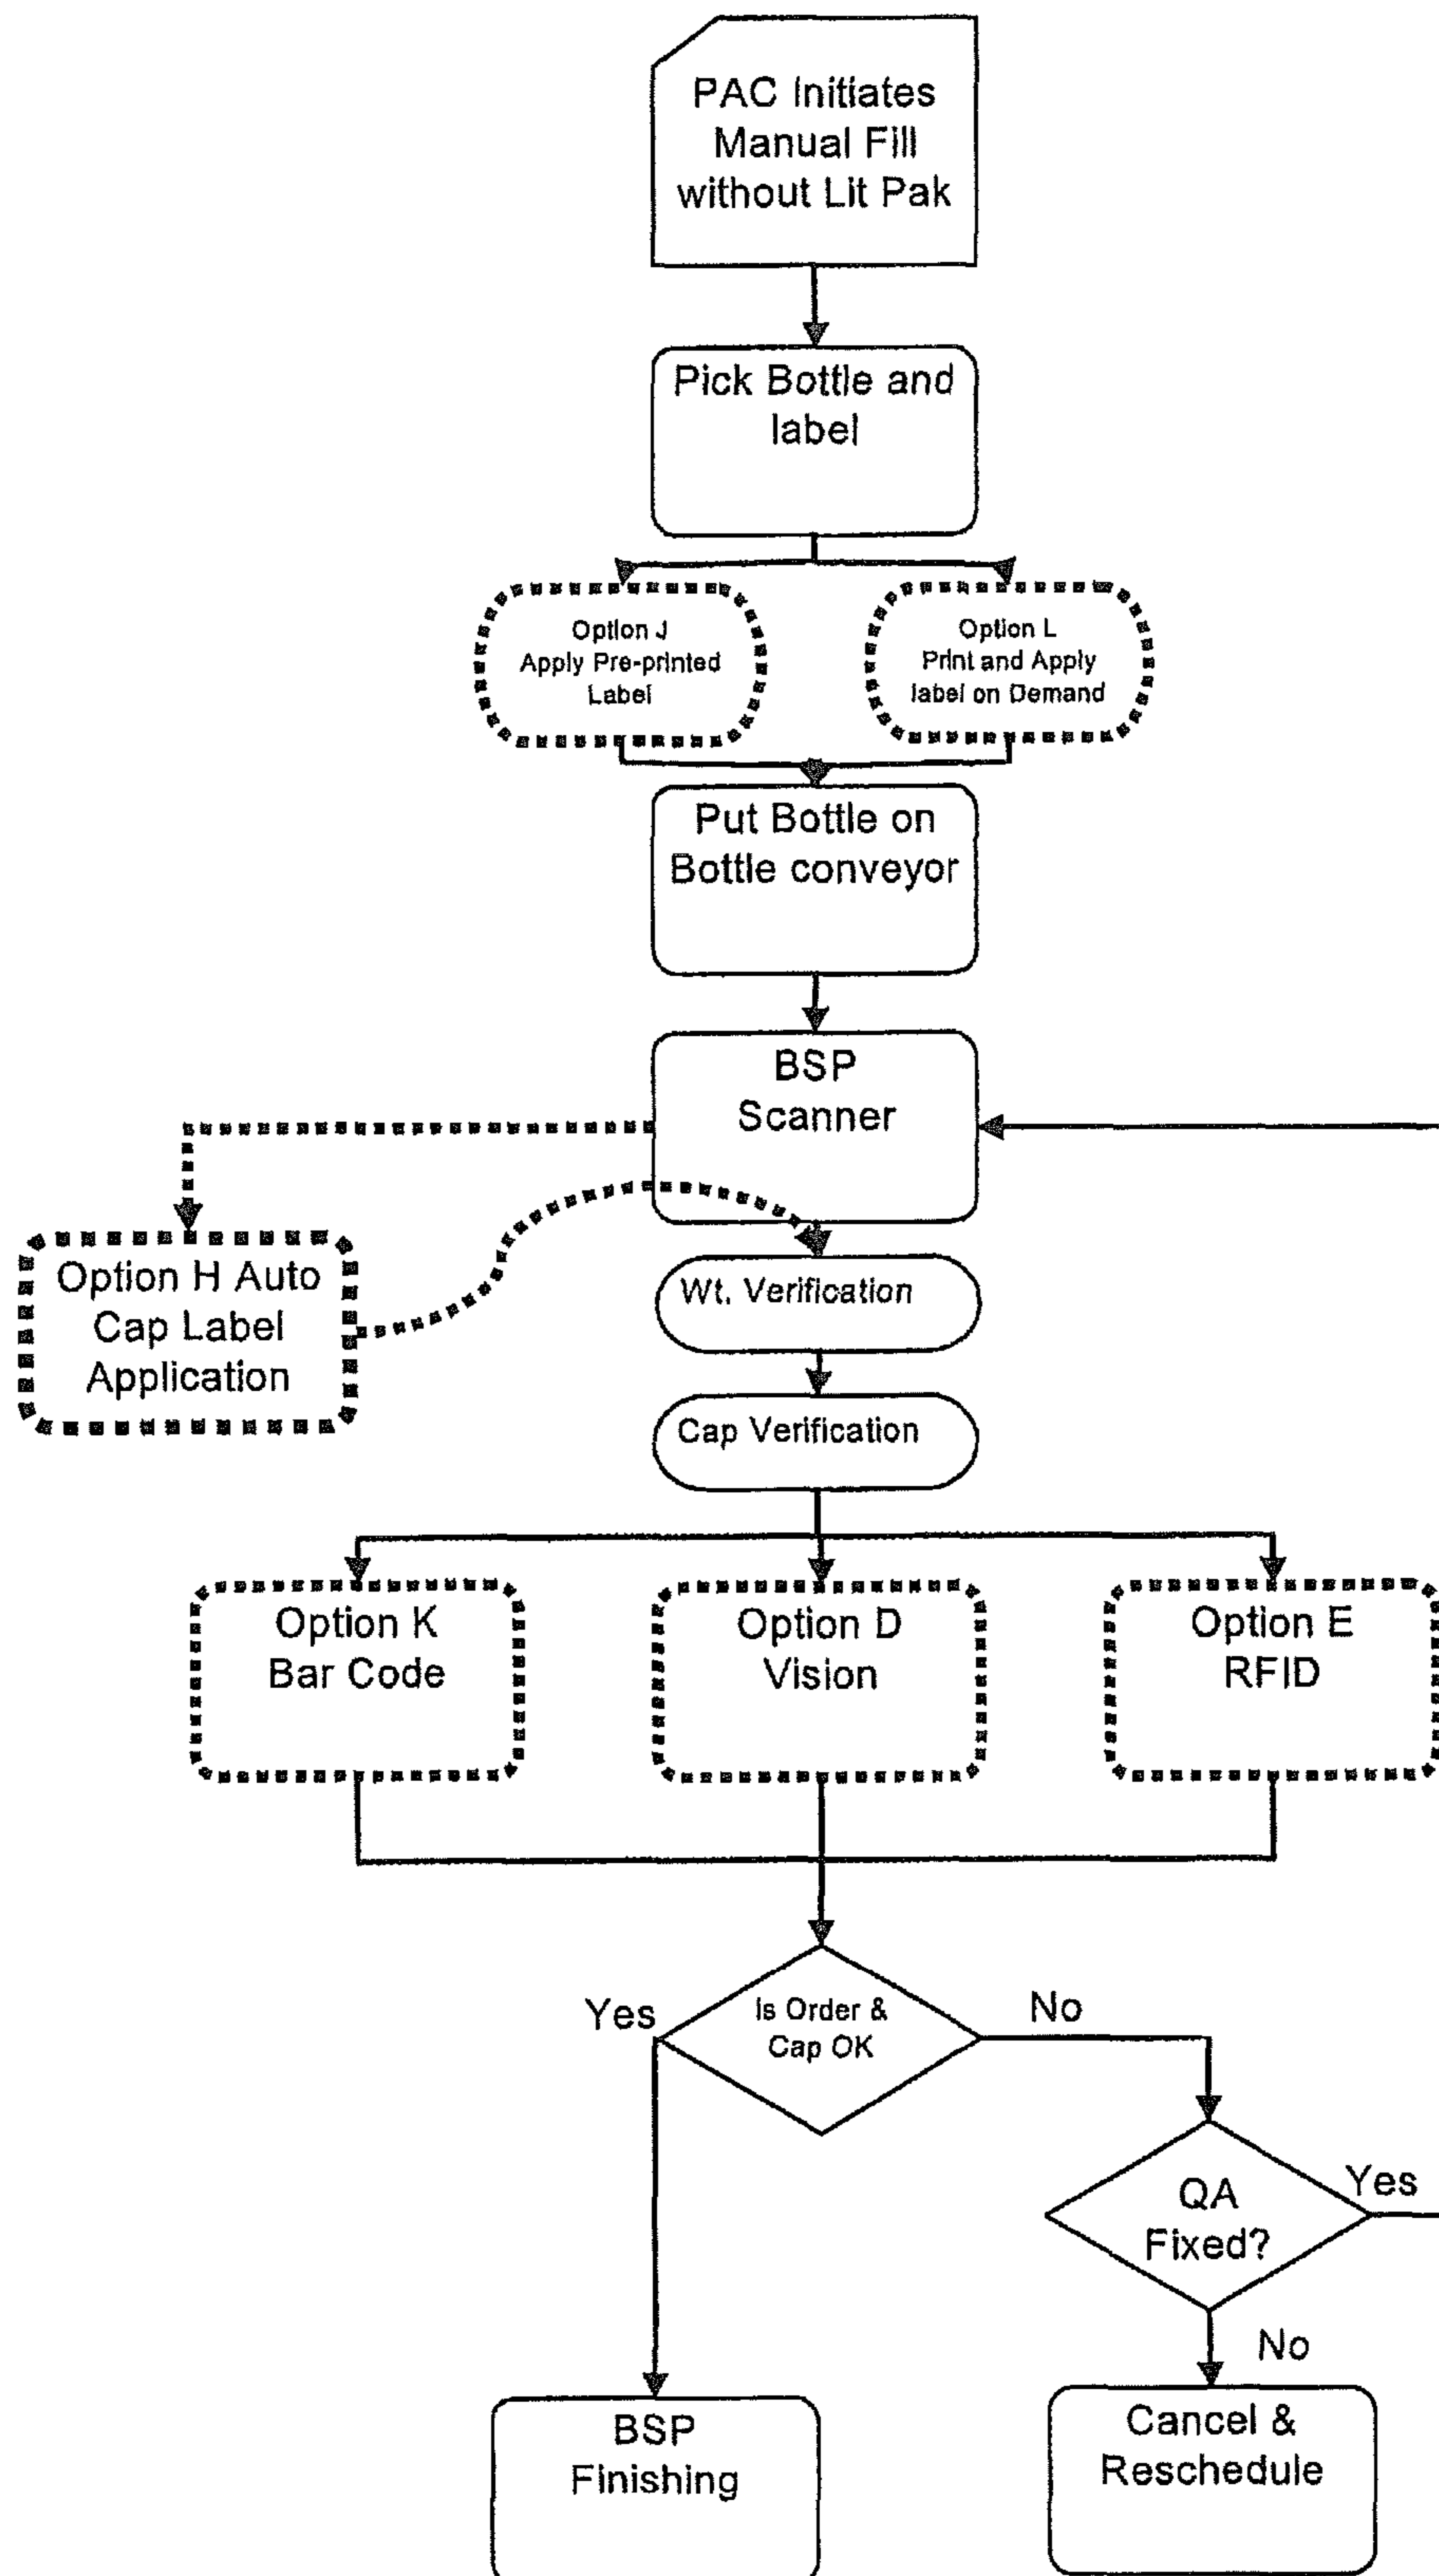 PAC Initiates
Manual Fill
without Lit Pak
Pick Bottle and
label
Option J
Apply Pre-printed
Label
Option L
Print and Apply
label on Demand
Put Bottle on
Bottle conveyor
BSP
Scanner
Option H Auto
Cap Label
Application
Wt. Verification
Cap Verification
Option K
Bar Code
Option D
Vision
Option E
RFID
Yes
Is Order &
Cap OK
No
QA
Fixed?
Yes
No
BSP
Finishing
Cancel &
Reschedule